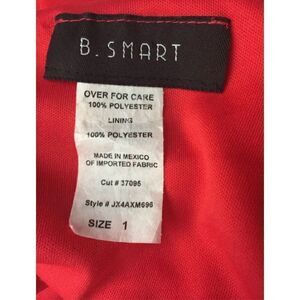 B. SMART
OVER FOR CARE
100% POLYESTER
LINING
100% POLYESTER
MADE IN MEXICO
OF IMPORTED FABRIC
Cut # 37095
Style # JX4AXM696
SIZE 1